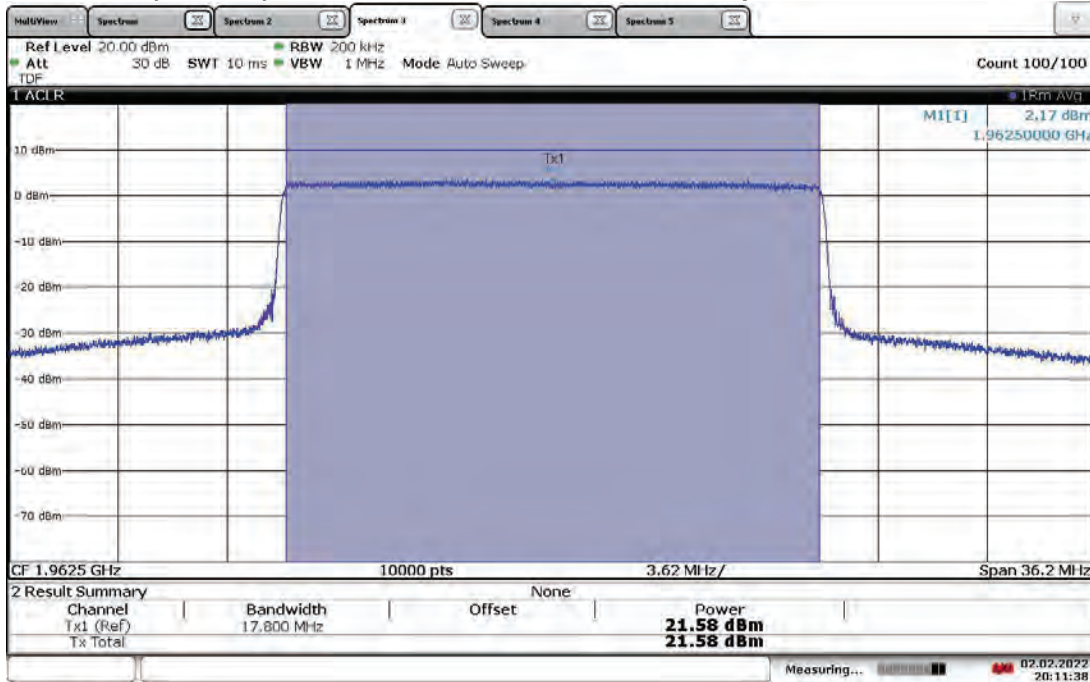 MultiView Spectrum Spectrum 2 Spectrum 3 Spectrum 4 Spectrum 5
Ref Level 20.00 dBm RBW 200 kHz
Att 30 dB SWT 10 ms VBW 1 MHz Mode Auto Sweep Count 100/100
TDF
1 ACLR 1Rm Avg
M1[1] 2.17 dBm
1.96250000 GHz
10 dBm
Tx1
0 dBm
-10 dBm
-20 dBm
-30 dBm
-40 dBm
-50 dBm
-60 dBm
-70 dBm
CF 1.9625 GHz 10000 pts 3.62 MHz/ Span 36.2 MHz
2 Result Summary None
Channel Bandwidth Offset Power
Tx1 (Ref) 17.800 MHz 21.58 dBm
Tx Total 21.58 dBm
Measuring... 02.02.2022
20:11:38